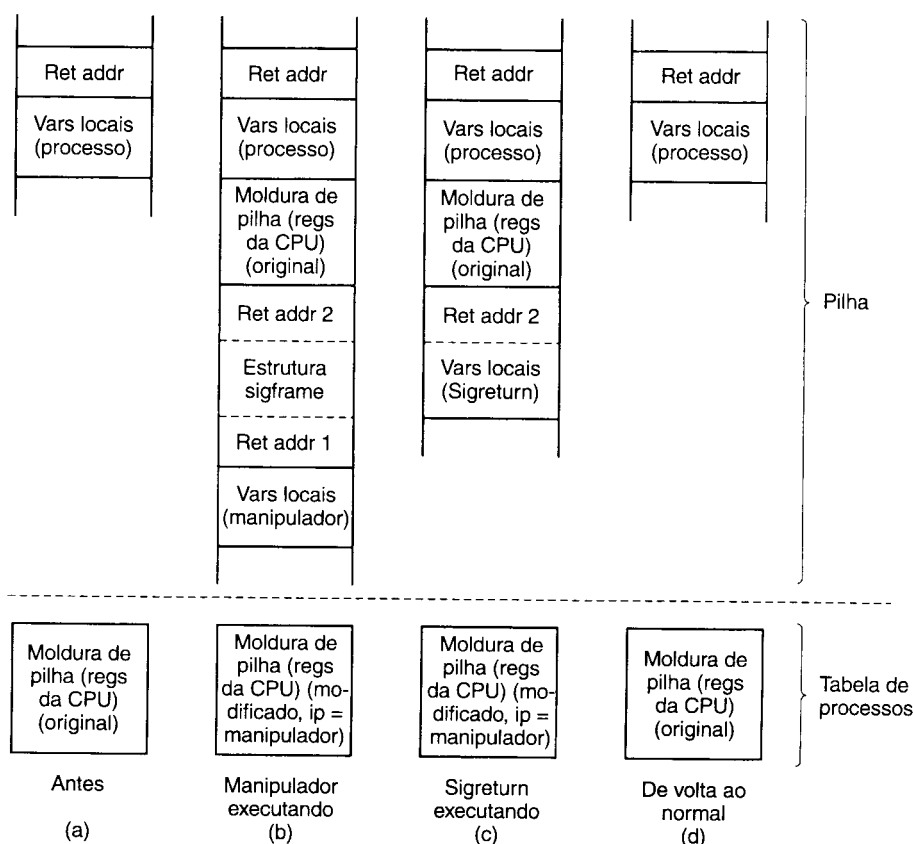 Ret addr
Vars locais
(processo)
Ret addr
Vars locais
(processo)
Moldura de
pilha (regs
da CPU)
(original)
Ret addr 2
Estrutura
sigframe
Ret addr 1
Vars locais
(manipulador)
Ret addr
Vars locais
(processo)
Moldura de
pilha (regs
da CPU)
(original)
Ret addr 2
Vars locais
(Sigreturn)
Ret addr
Vars locais
(processo)
Pilha
Moldura de
pilha (regs
da CPU)
(original)
Moldura de
pilha (regs
da CPU) (mo-
dificado, ip =
manipulador)
Moldura de
pilha (regs
da CPU) (mo-
dificado, ip =
manipulador)
Moldura de
pilha (regs
da CPU)
(original)
Tabela de
processos
Antes
(a)
Manipulador
executando
(b)
Sigreturn
executando
(c)
De volta ao
normal
(d)